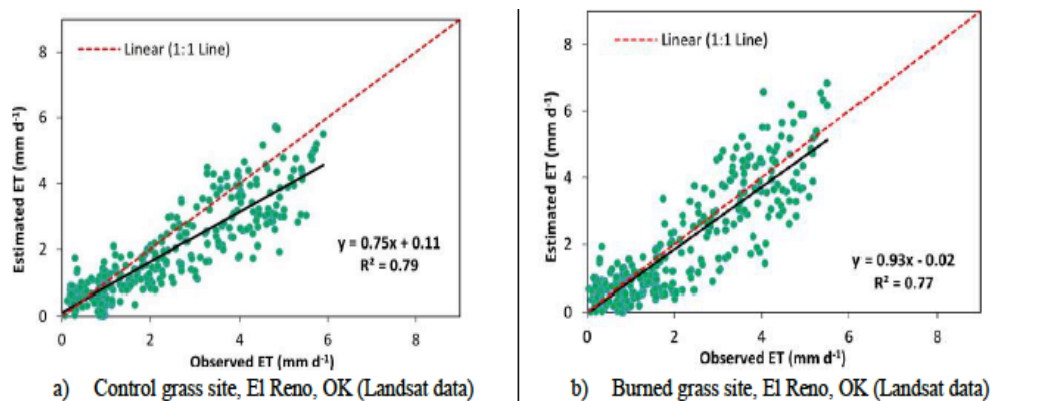 8
6
4
2
0
Estimated ET (mm d⁻¹)
Linear (1:1 Line)
y = 0.75x + 0.11
R² = 0.79
0 2 4 6 8
Observed ET (mm d⁻¹)
a) Control grass site, El Reno, OK (Landsat data)
8
6
4
2
0
Estimated ET (mm d⁻¹)
Linear (1:1 Line)
y = 0.93x - 0.02
R² = 0.77
0 2 4 6 8
Observed ET (mm d⁻¹)
b) Burned grass site, El Reno, OK (Landsat data)